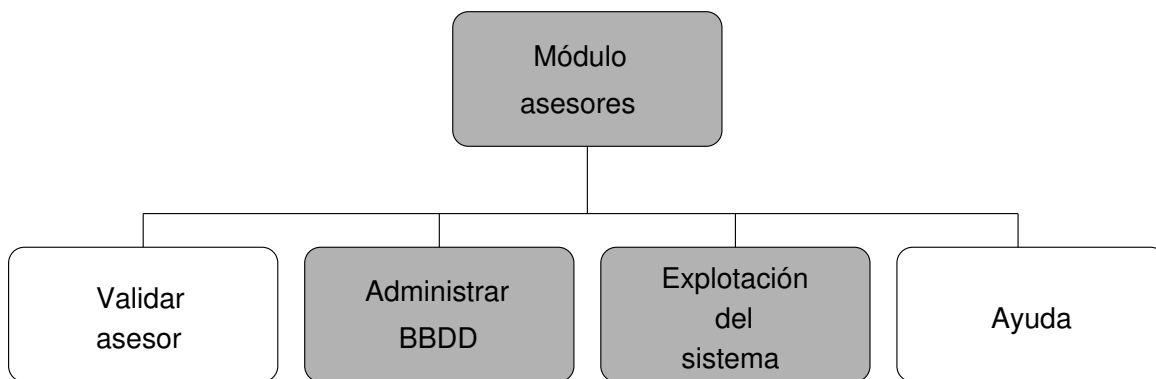 Módulo
asesores
Validar
asesor
Administrar
BBDD
Explotación
del
sistema
Ayuda